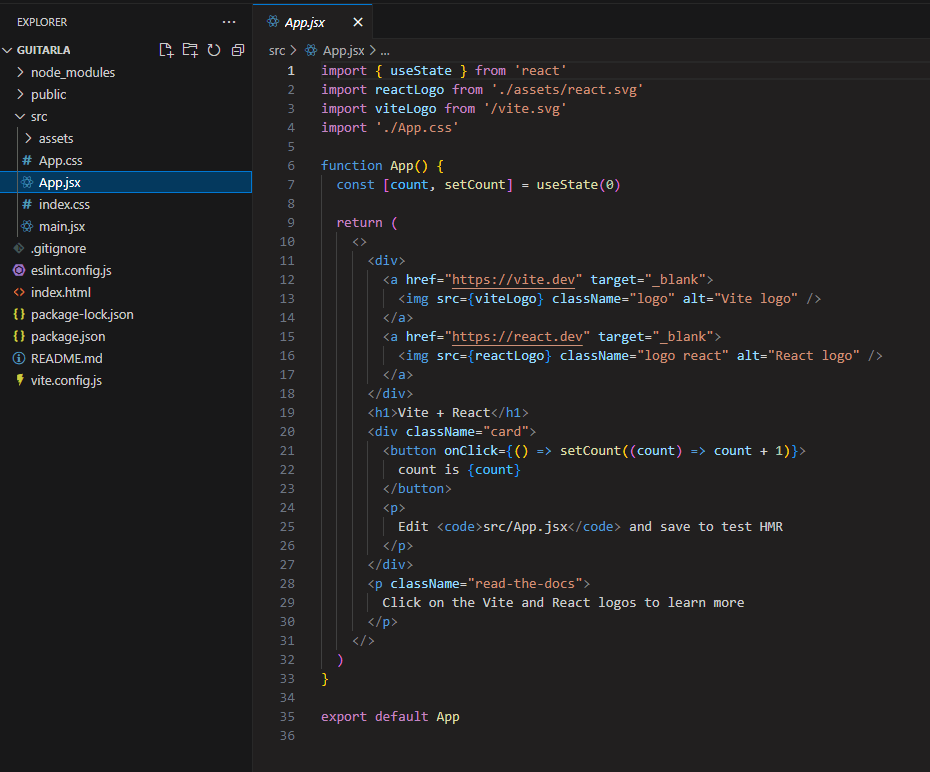 EXPLORER
...
GUITARLA
node_modules
public
src
assets
# App.css
App.jsx
# index.css
main.jsx
.gitignore
eslint.config.js
<> index.html
{} package-lock.json
{} package.json
README.md
vite.config.js
App.jsx ×
src > App.jsx > ...
1 import { useState } from 'react'
2 import reactLogo from './assets/react.svg'
3 import viteLogo from '/vite.svg'
4 import './App.css'
5
6 function App() {
7   const [count, setCount] = useState(0)
8
9   return (
10     <>
11       <div>
12         <a href="https://vite.dev" target="_blank">
13           <img src={viteLogo} className="logo" alt="Vite logo" />
14         </a>
15         <a href="https://react.dev" target="_blank">
16           <img src={reactLogo} className="logo react" alt="React logo" />
17         </a>
18       </div>
19       <h1>Vite + React</h1>
20       <div className="card">
21         <button onClick={() => setCount((count) => count + 1)}>
22           count is {count}
23         </button>
24         <p>
25           Edit <code>src/App.jsx</code> and save to test HMR
26         </p>
27       </div>
28       <p className="read-the-docs">
29         Click on the Vite and React logos to learn more
30       </p>
31     </>
32   )
33 }
34
35 export default App
36